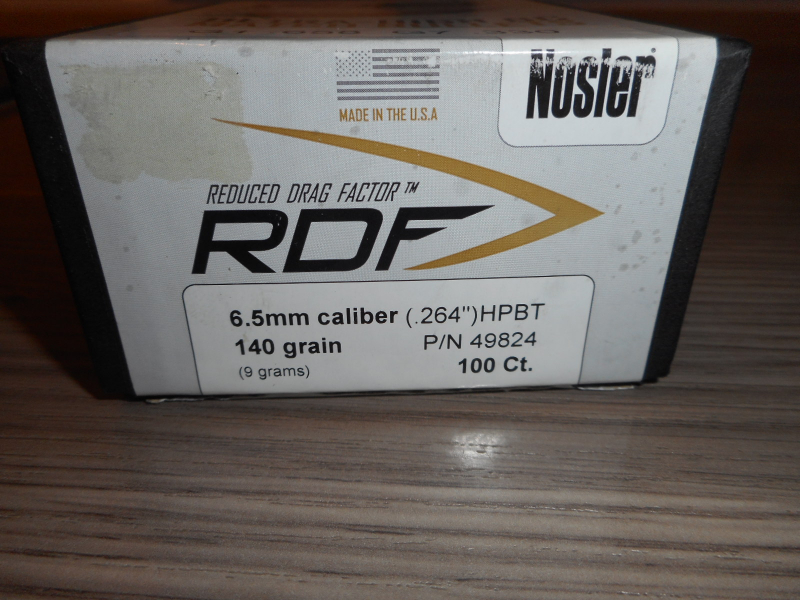 Nosler®
MADE IN THE U.S.A
REDUCED DRAG FACTOR™
RDF
6.5mm caliber (.264")HPBT
140 grain P/N 49824
(9 grams) 100 Ct.